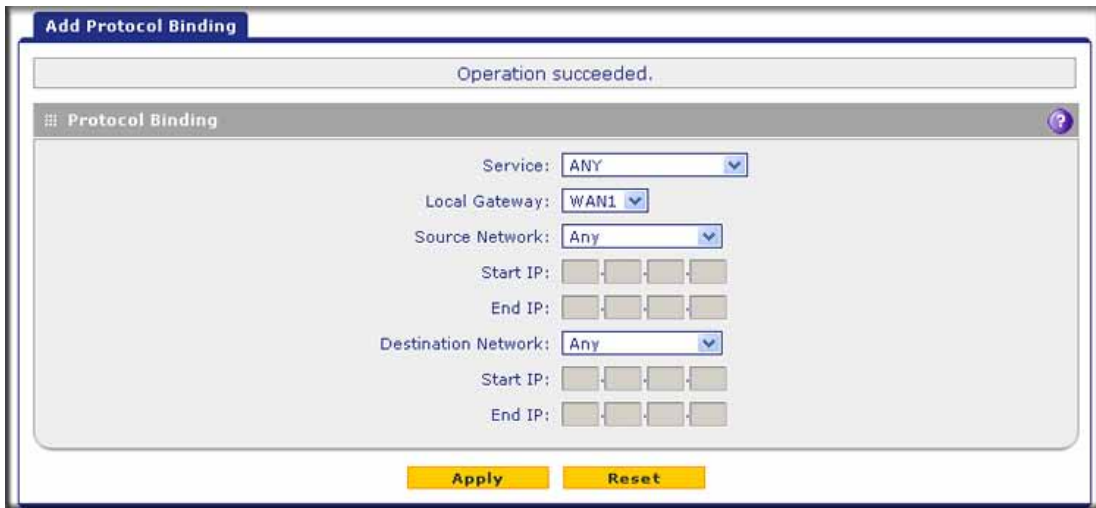 Add Protocol Binding
Operation succeeded.
Protocol Binding
?
Service: ANY
Local Gateway: WAN1
Source Network: Any
Start IP: . . .
End IP: . . .
Destination Network: Any
Start IP: . . .
End IP: . . .
Apply Reset